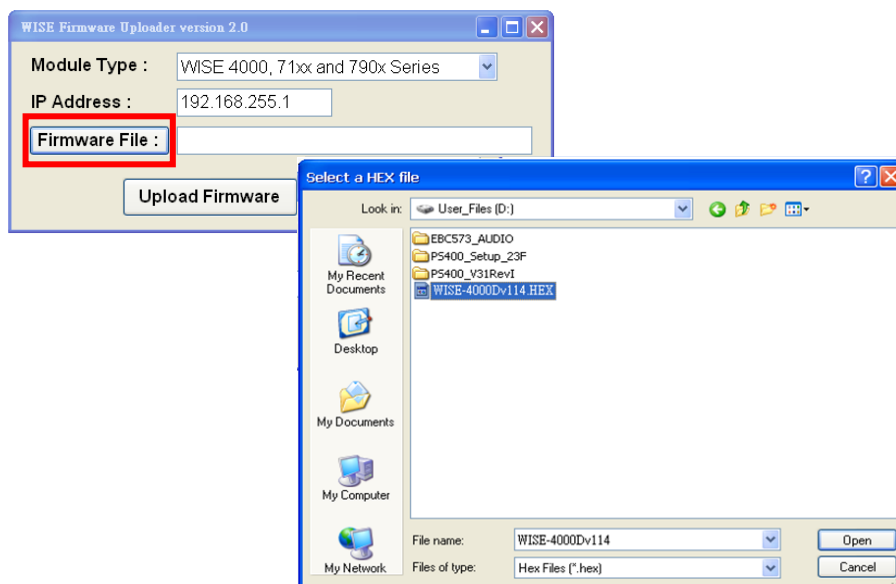 WISE Firmware Uploader version 2.0
Module Type :
WISE 4000, 71xx and 790x Series
IP Address :
192.168.255.1
Firmware File :
Upload Firmware
Select a HEX file
Look in:
User_Files (D:)
EBC573_AUDIO
P5400_Setup_23F
P5400_V31RevI
WISE-4000Dv114.HEX
My Recent
Documents
Desktop
My Documents
My Computer
My Network
File name:
WISE-4000Dv114
Open
Files of type:
Hex Files (*.hex)
Cancel